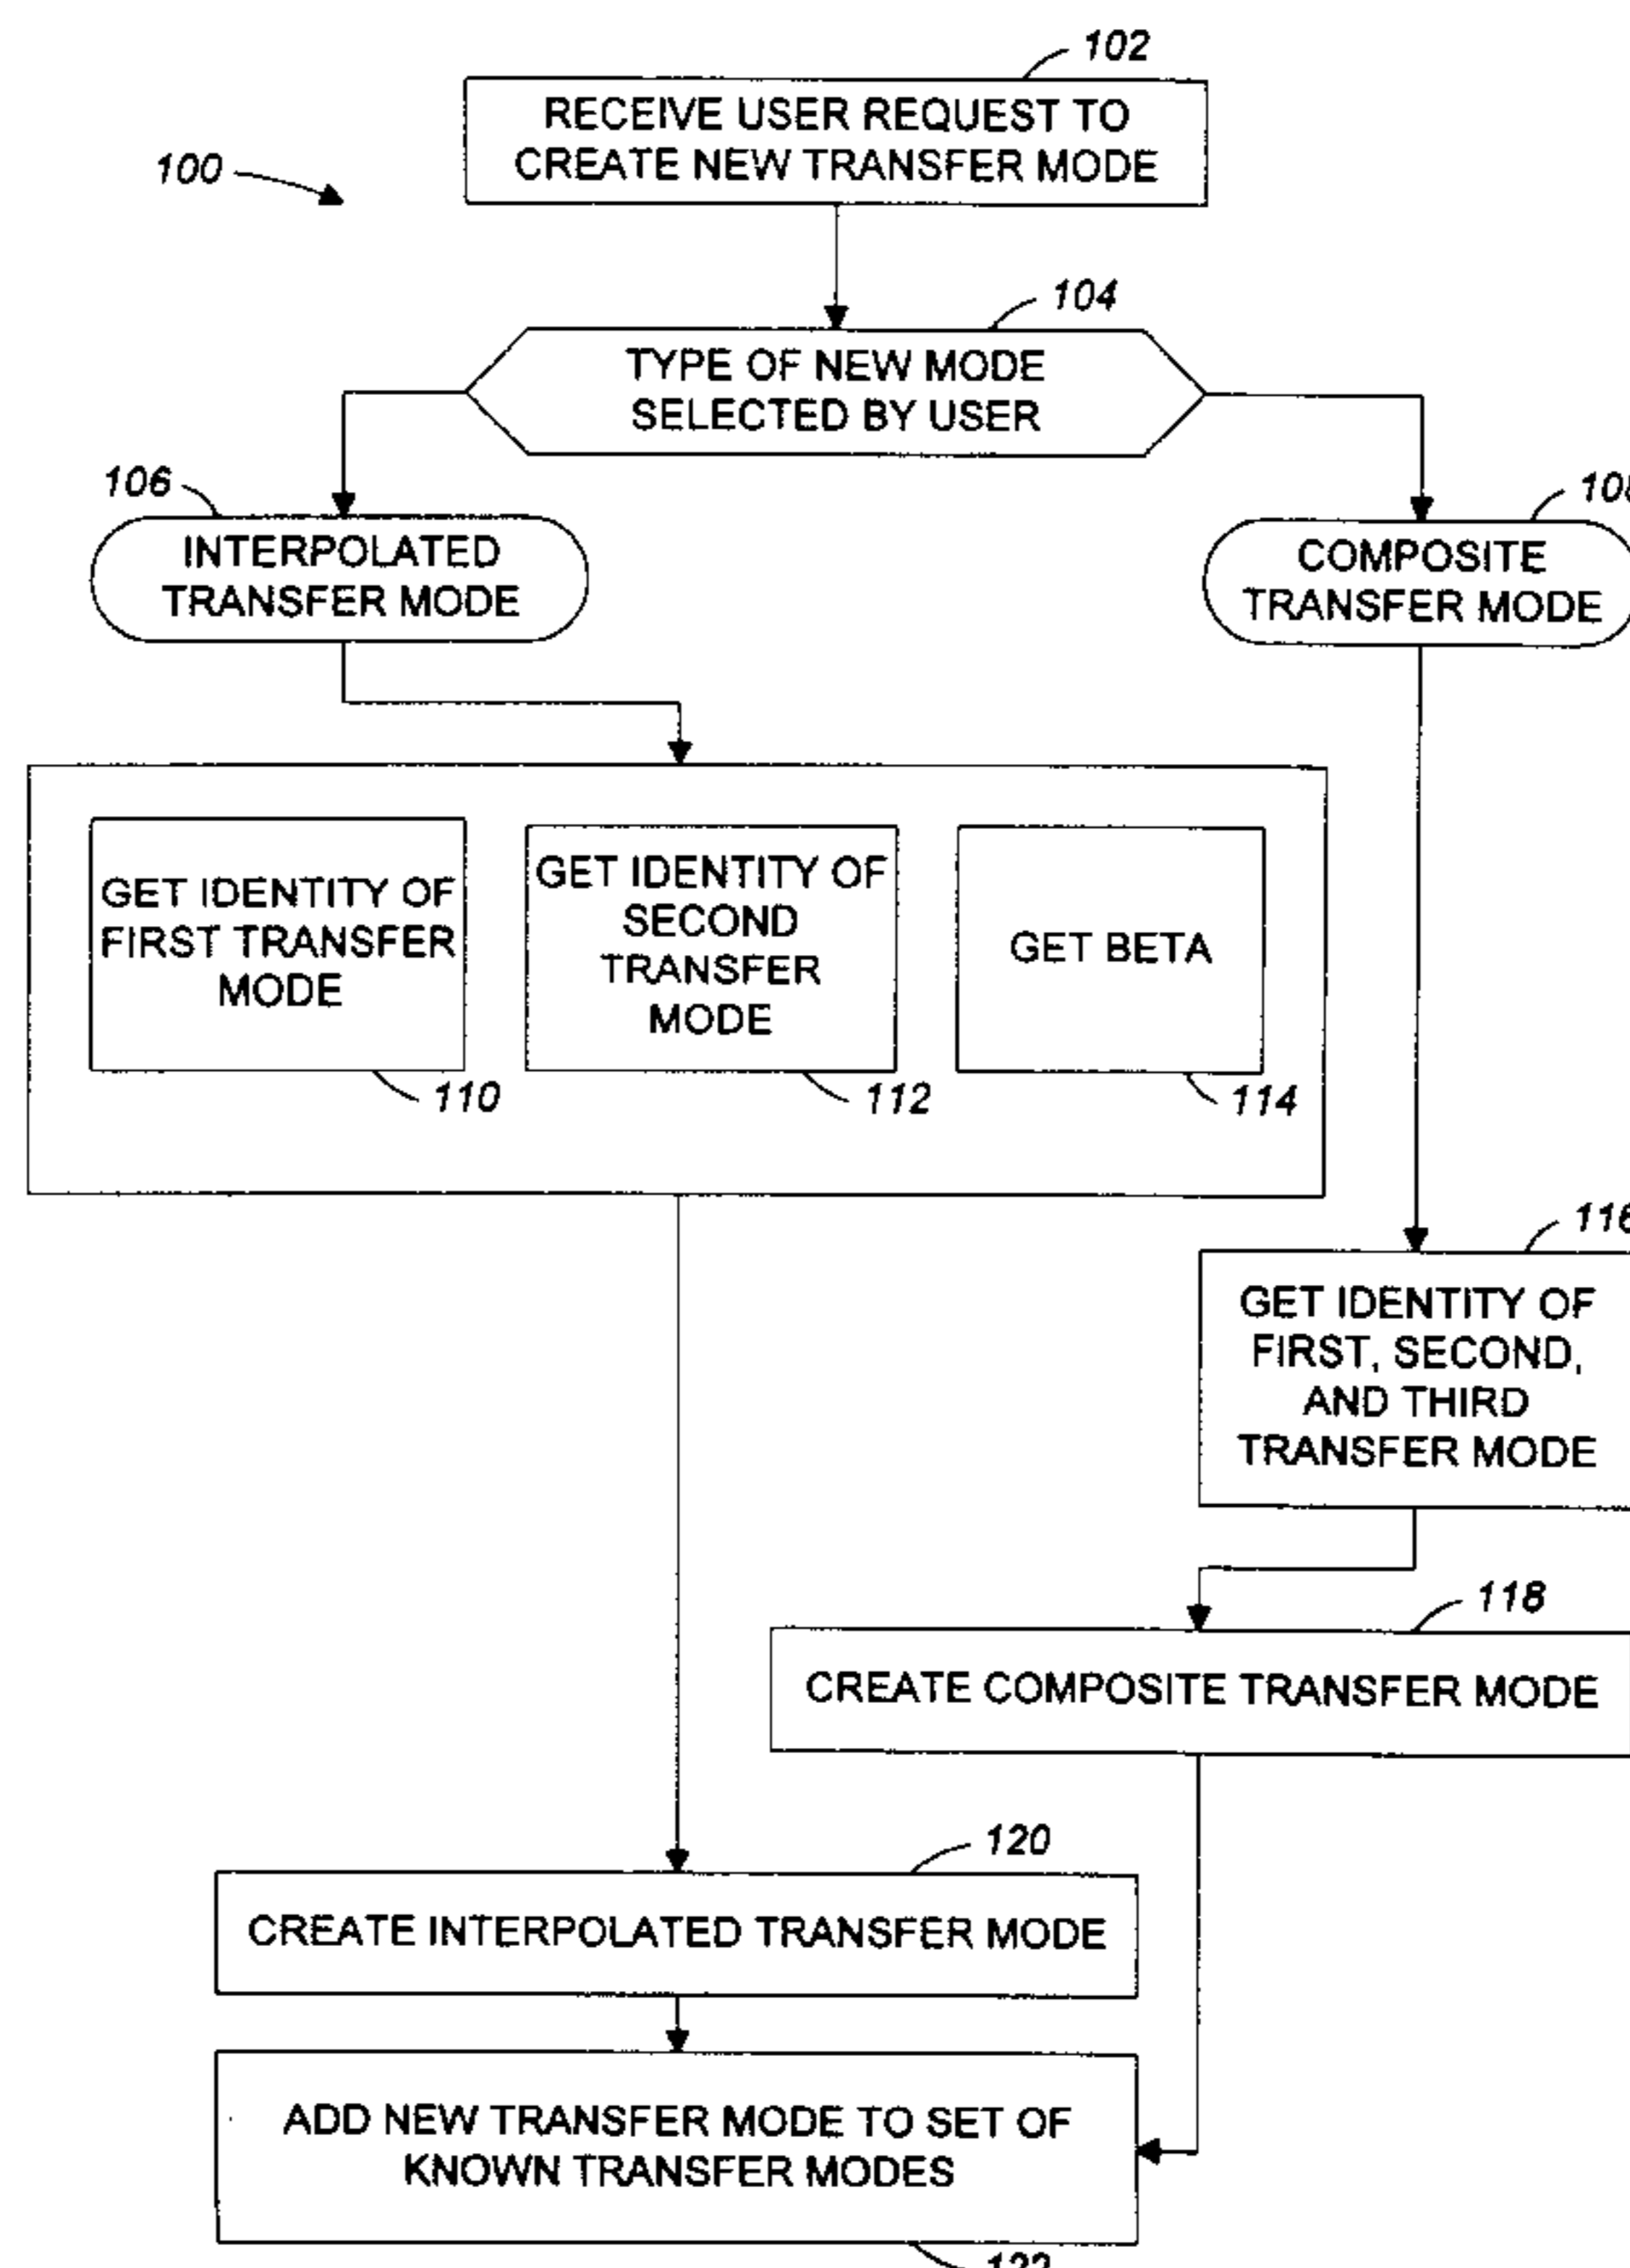 102
RECEIVE USER REQUEST TO
CREATE NEW TRANSFER MODE
100
104
TYPE OF NEW MODE
SELECTED BY USER
106
INTERPOLATED
TRANSFER MODE
108
COMPOSITE
TRANSFER MODE
GET IDENTITY OF
FIRST TRANSFER
MODE
110
GET IDENTITY OF
SECOND
TRANSFER
MODE
112
GET BETA
114
116
GET IDENTITY OF
FIRST, SECOND,
AND THIRD
TRANSFER MODE
118
CREATE COMPOSITE TRANSFER MODE
120
CREATE INTERPOLATED TRANSFER MODE
ADD NEW TRANSFER MODE TO SET OF
KNOWN TRANSFER MODES